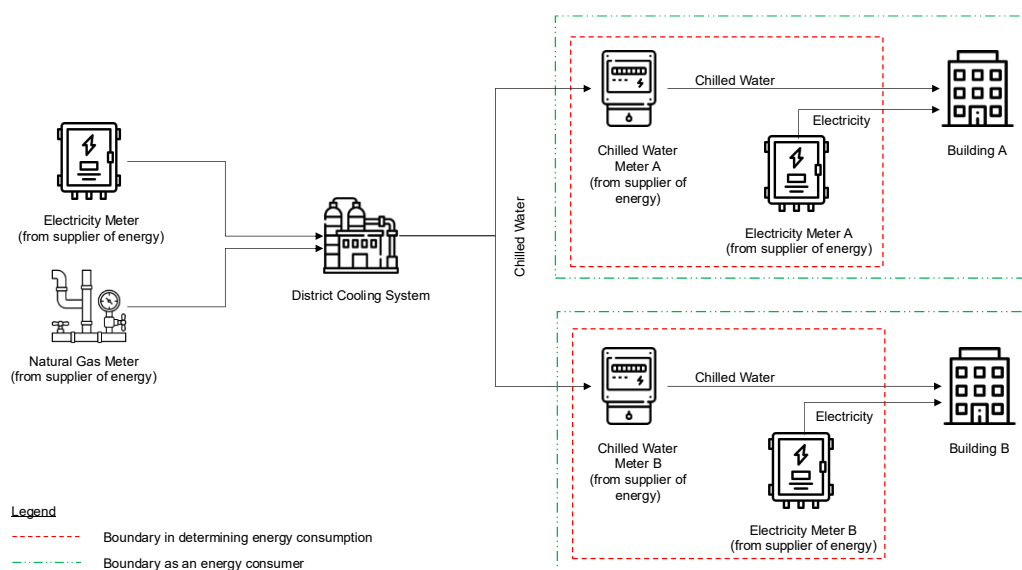 Electricity Meter
(from supplier of energy)
Natural Gas Meter
(from supplier of energy)
District Cooling System
Chilled Water
Chilled Water
Meter A
(from supplier of
energy)
Chilled Water
Electricity
Electricity Meter A
(from supplier of energy)
Building A
Chilled Water
Meter B
(from supplier of
energy)
Chilled Water
Electricity
Electricity Meter B
(from supplier of energy)
Building B
Legend
Boundary in determining energy consumption
Boundary as an energy consumer